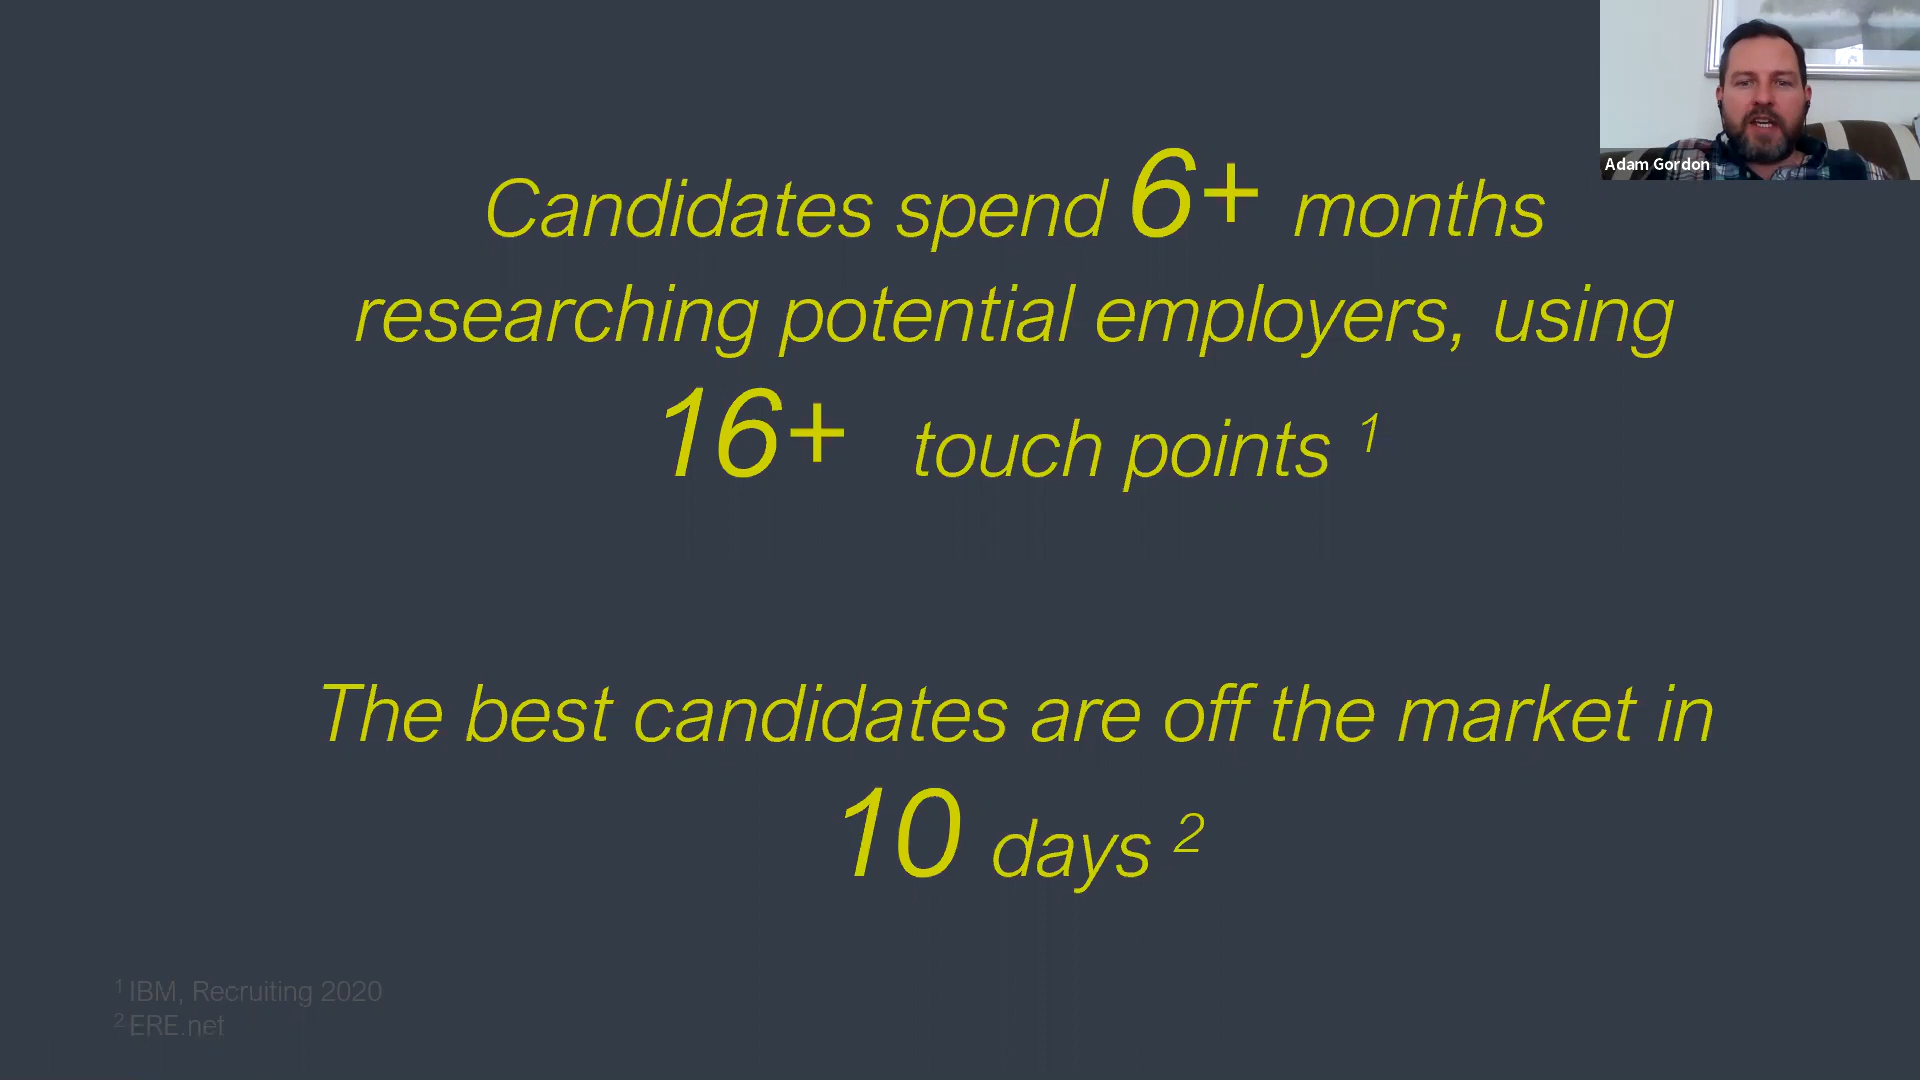 Adam Gordon
Candidates spend 6+ months
researching potential employers, using
16+ touch points 1
The best candidates are off the market in
10 days 2
1 IBM, Recruiting 2020
2 ERE.net